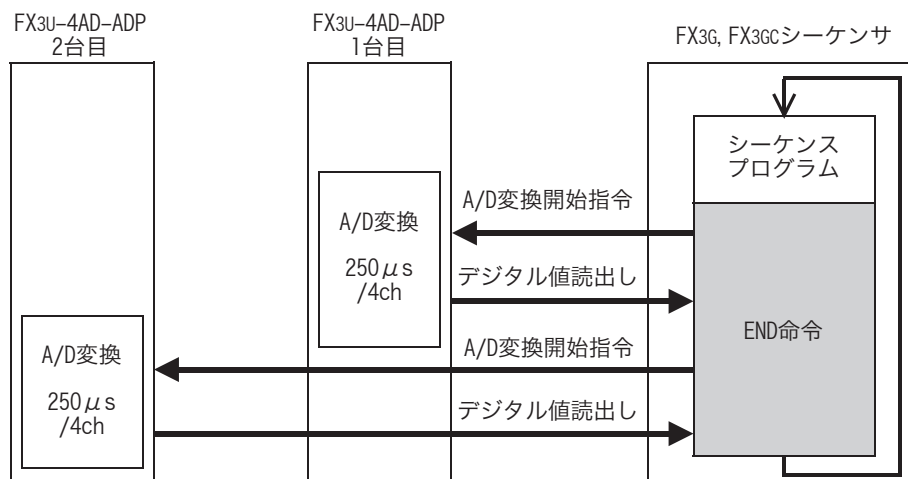 FX3U-4AD-ADP
2台目
FX3U-4AD-ADP
1台目
FX3G, FX3GCシーケンサ
シーケンス
プログラム
A/D変換開始指令
A/D変換
250μs
/4ch
デジタル値読出し
END命令
A/D変換開始指令
A/D変換
250μs
/4ch
デジタル値読出し